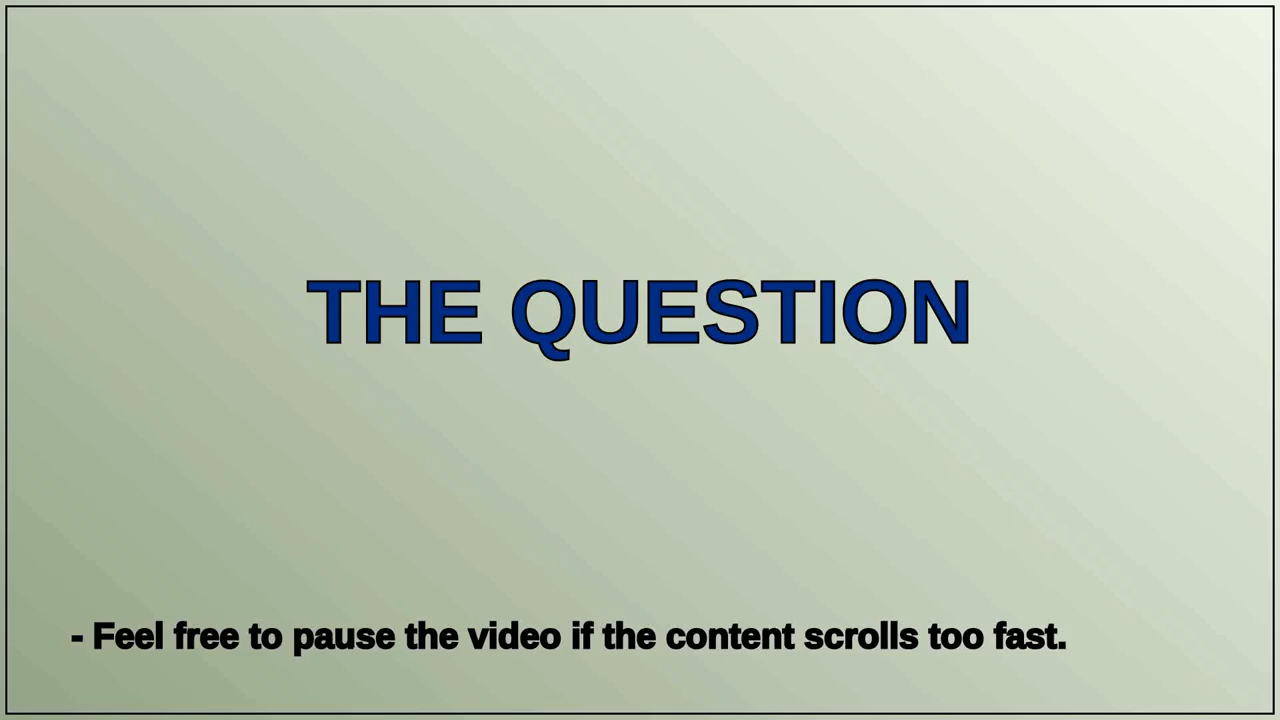 THE QUESTION
- Feel free to pause the video if the content scrolls too fast.